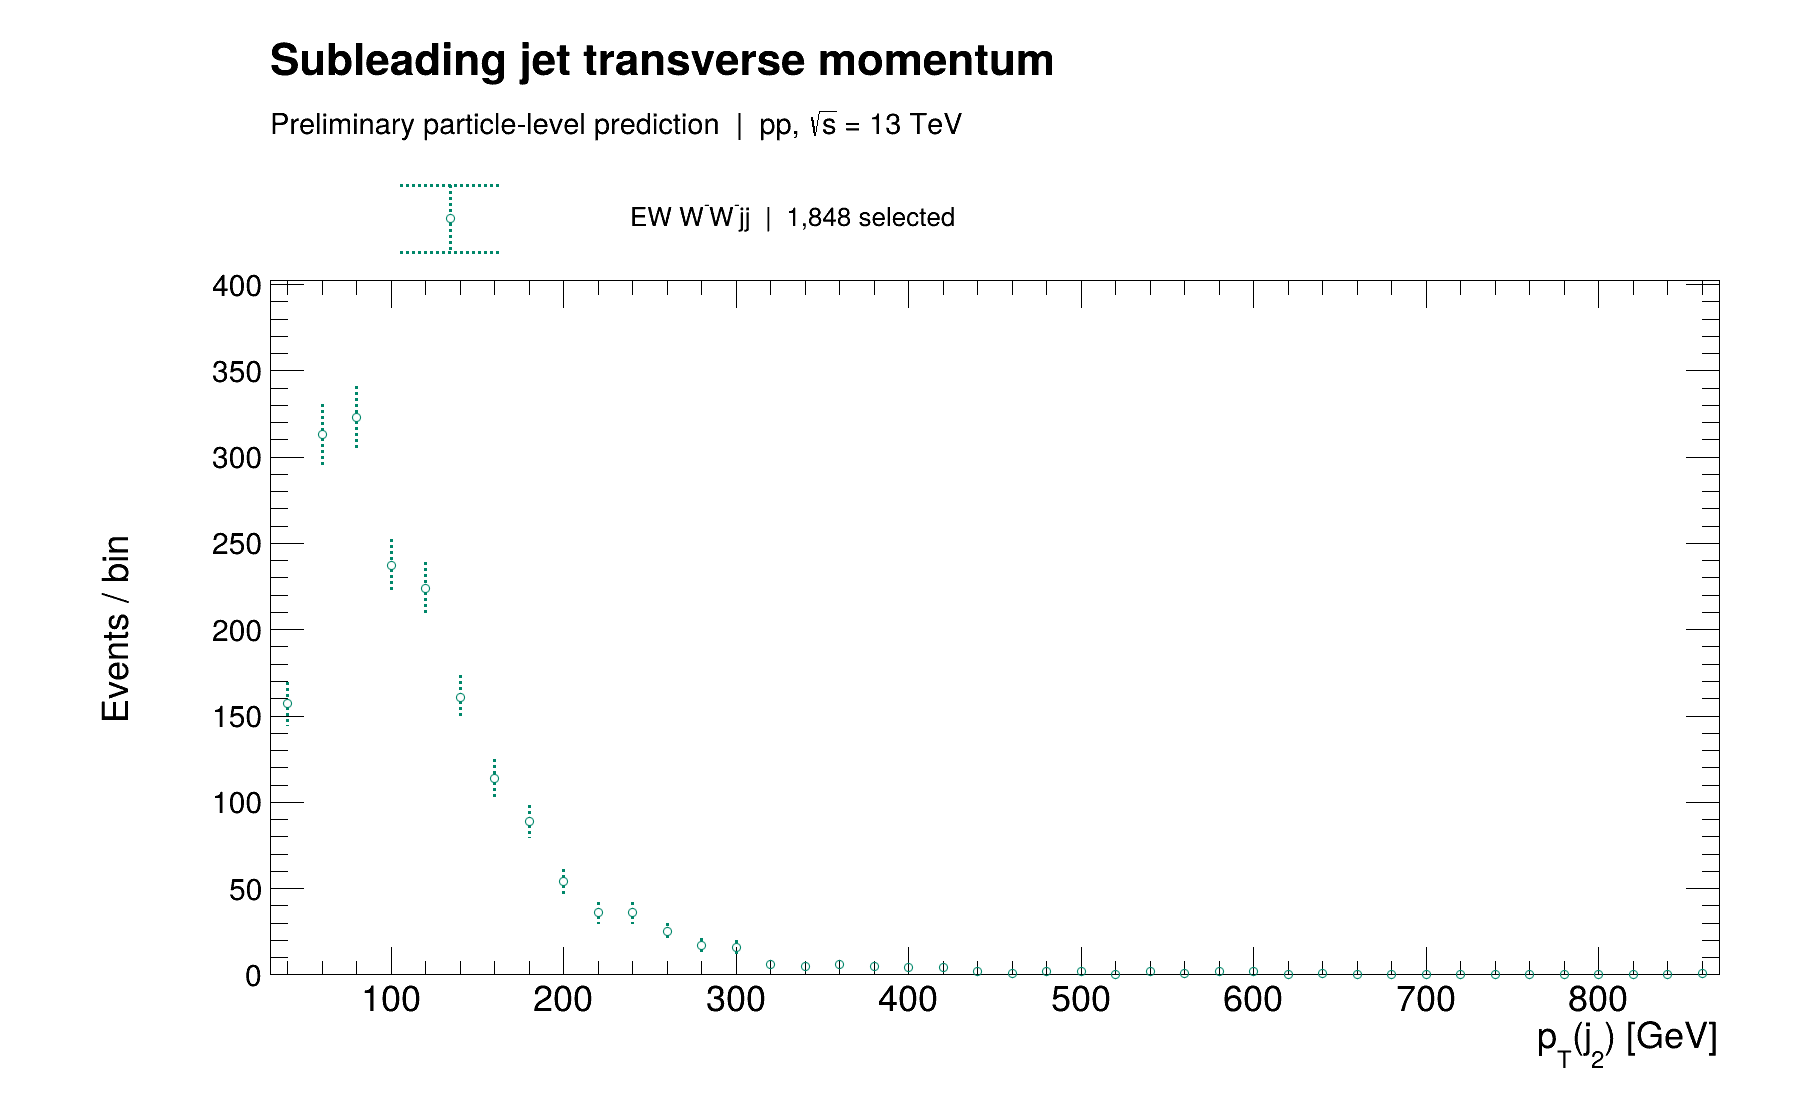 Subleading jet transverse momentum
Preliminary particle-level prediction | pp, √s = 13 TeV
EW W⁻W⁻jj | 1,848 selected
400
350
300
250
200
150
100
50
0
Events / bin
100 200 300 400 500 600 700 800
p_T(j_2) [GeV]